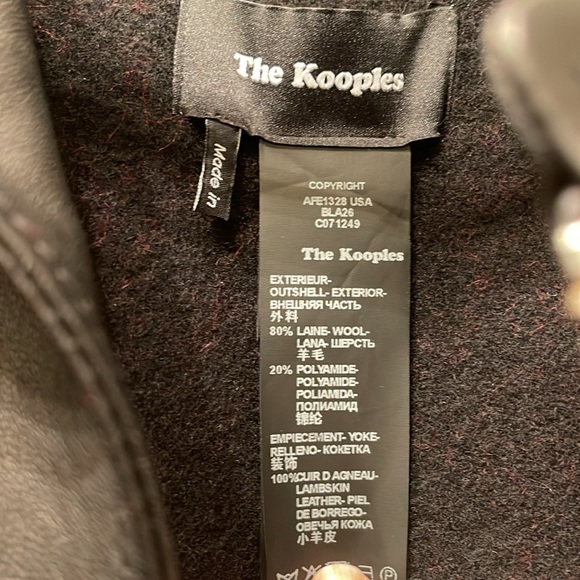 The Kooples
Made in
COPYRIGHT
AFE1328 USA
BLA26
C071249
The Kooples
EXTERIEUR-
OUTSHELL- EXTERIOR-
ВНЕШНЯЯ ЧАСТЬ
外料
80% LAINE- WOOL-
LANA- ШЕРСТЬ
羊毛
20% POLYAMIDE-
POLYAMIDE-
POLIAMIDA-
ПОЛИАМИД
锦纶
EMPIECEMENT- YOKE-
RELLENO- КОКЕТКА
装饰
100%CUIR D AGNEAU-
LAMBSKIN
LEATHER- PIEL
DE BORREGO-
ОВЕЧЬЯ КОЖА
小羊皮
P